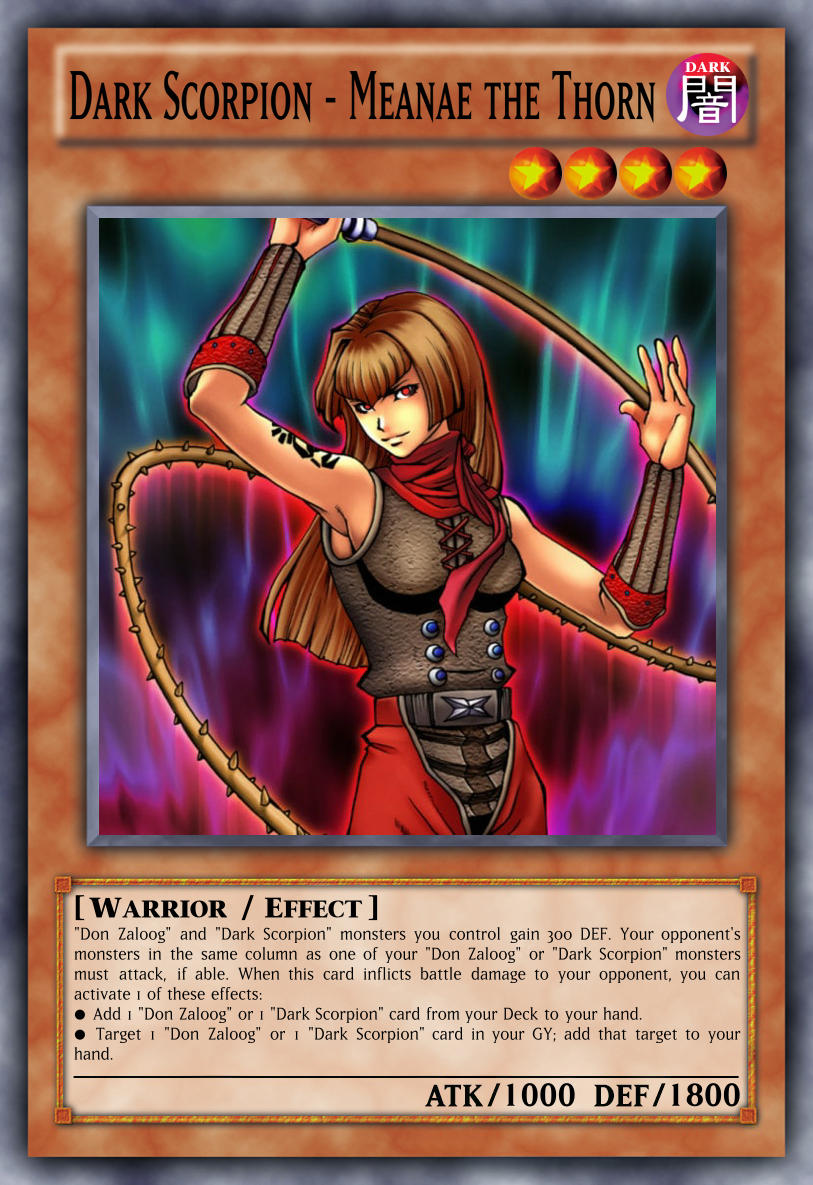 DARK SCORPION - MEANAE THE THORN
DARK
闇
[ WARRIOR / EFFECT ]
"Don Zaloog" and "Dark Scorpion" monsters you control gain 300 DEF. Your opponent's
monsters in the same column as one of your "Don Zaloog" or "Dark Scorpion" monsters
must attack, if able. When this card inflicts battle damage to your opponent, you can
activate 1 of these effects:
● Add 1 "Don Zaloog" or 1 "Dark Scorpion" card from your Deck to your hand.
● Target 1 "Don Zaloog" or 1 "Dark Scorpion" card in your GY; add that target to your
hand.
ATK/1000 DEF/1800